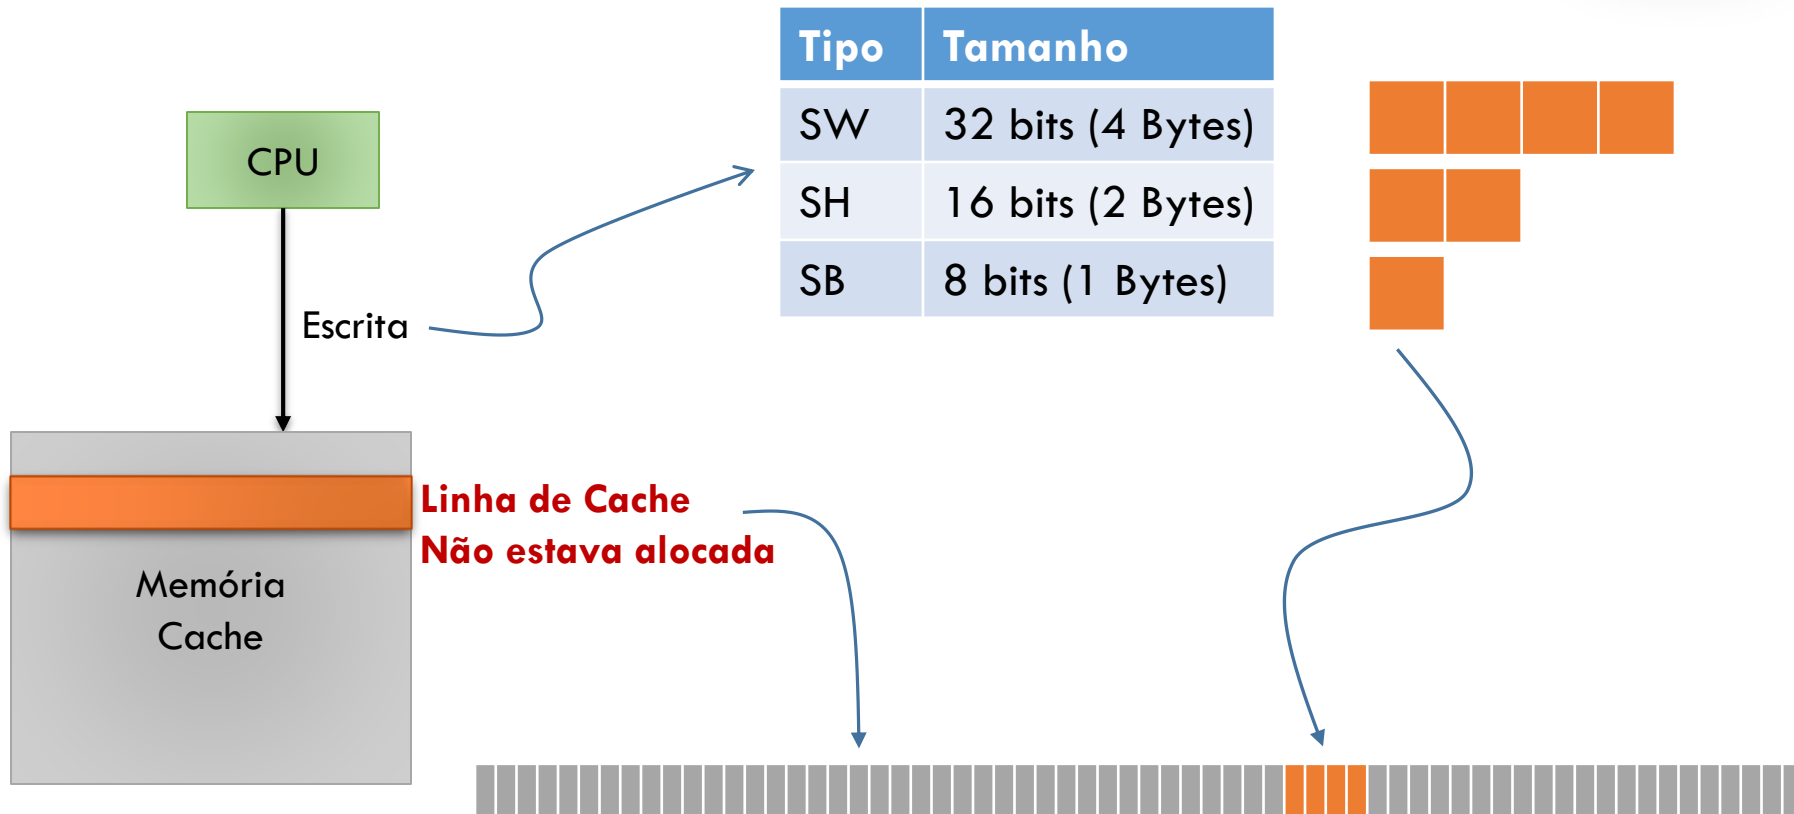 Tipo Tamanho
SW 32 bits (4 Bytes)
SH 16 bits (2 Bytes)
SB 8 bits (1 Bytes)
CPU
Escrita
Linha de Cache
Não estava alocada
Memória
Cache